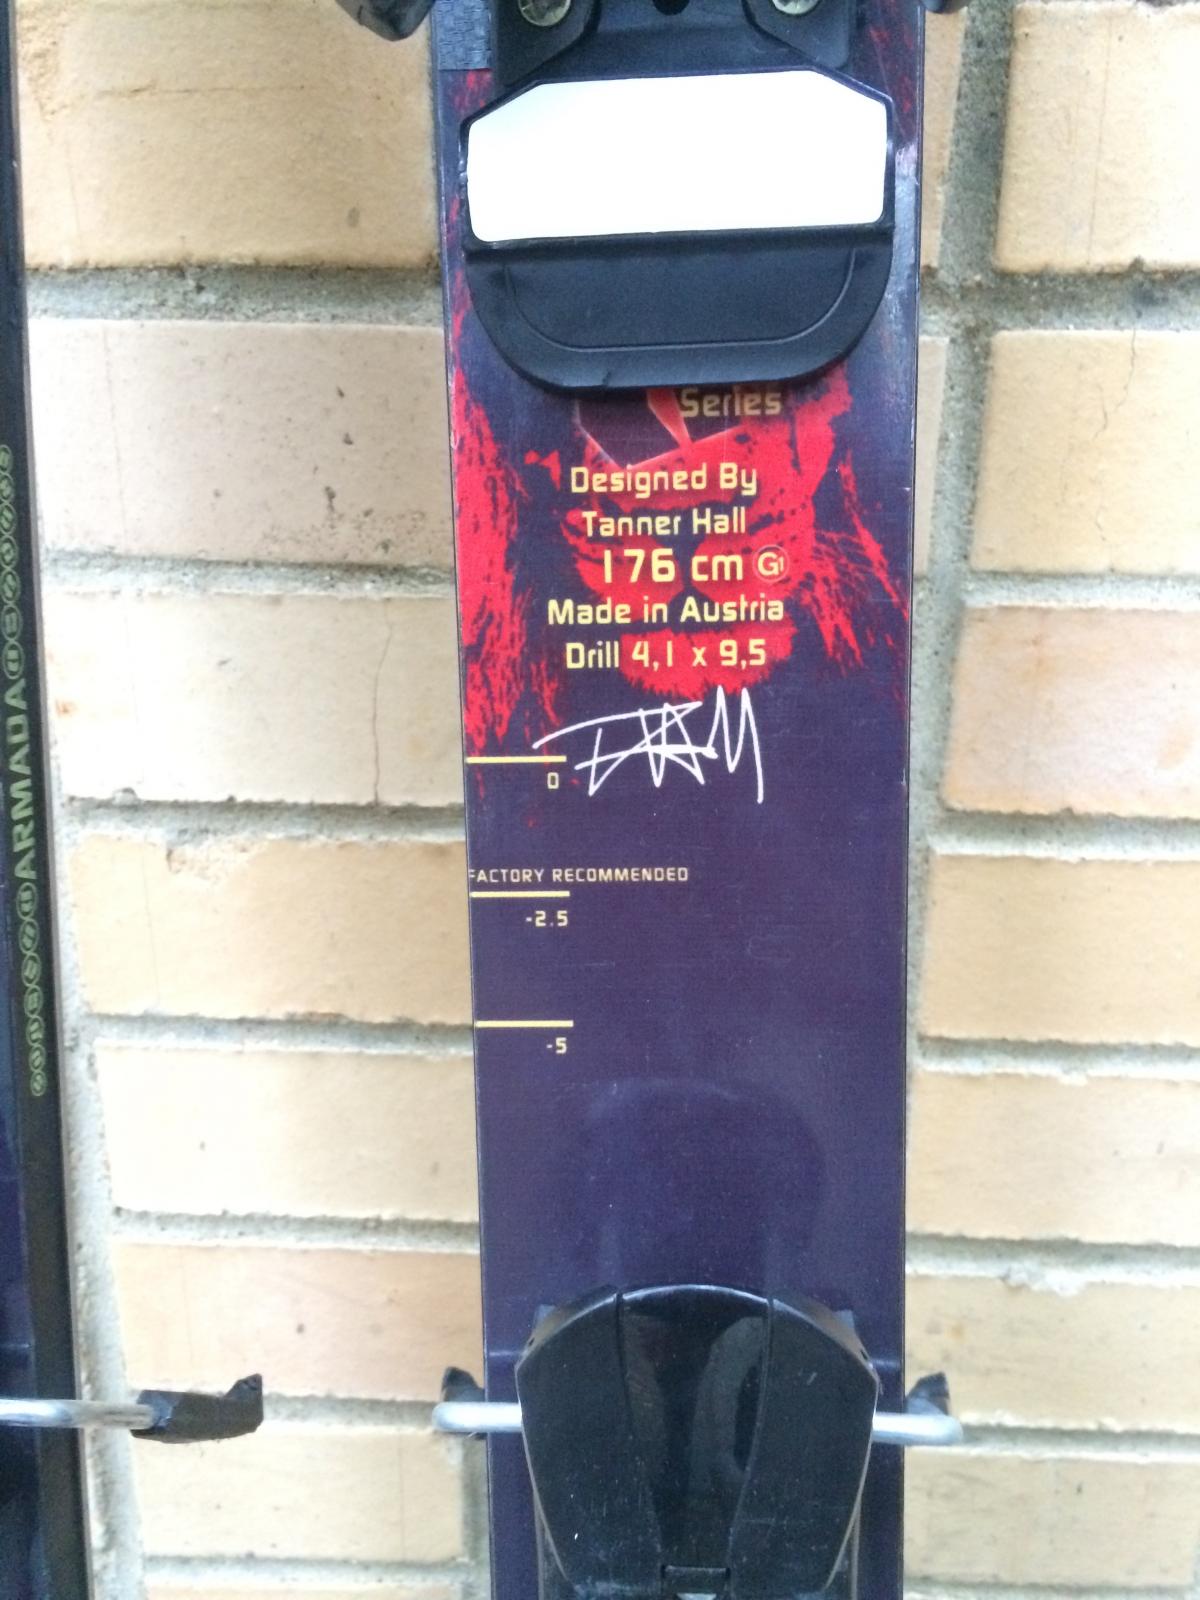 Series
Designed By
Tanner Hall
176 cm G1
Made in Austria
Drill 4,1 x 9,5
0
FACTORY RECOMMENDED
-2.5
-5
ARMADA